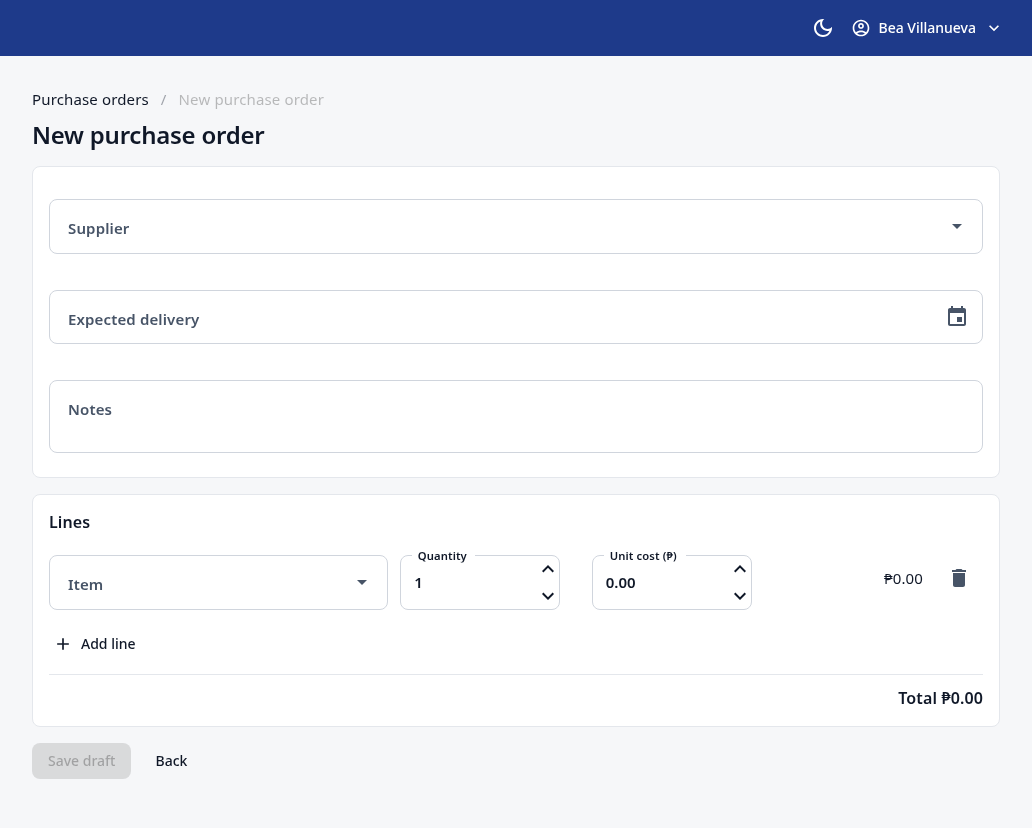 Bea Villanueva
Purchase orders / New purchase order
New purchase order
Supplier
Expected delivery
Notes
Lines
Item
Quantity
1
Unit cost (₱)
0.00
₱0.00
Add line
Total ₱0.00
Save draft
Back